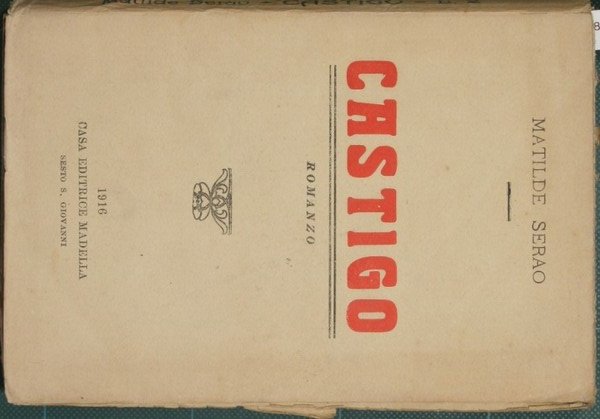 MATILDE SERAO
CASTIGO
ROMANZO
1916
CASA EDITRICE MADELLA
SESTO S. GIOVANNI